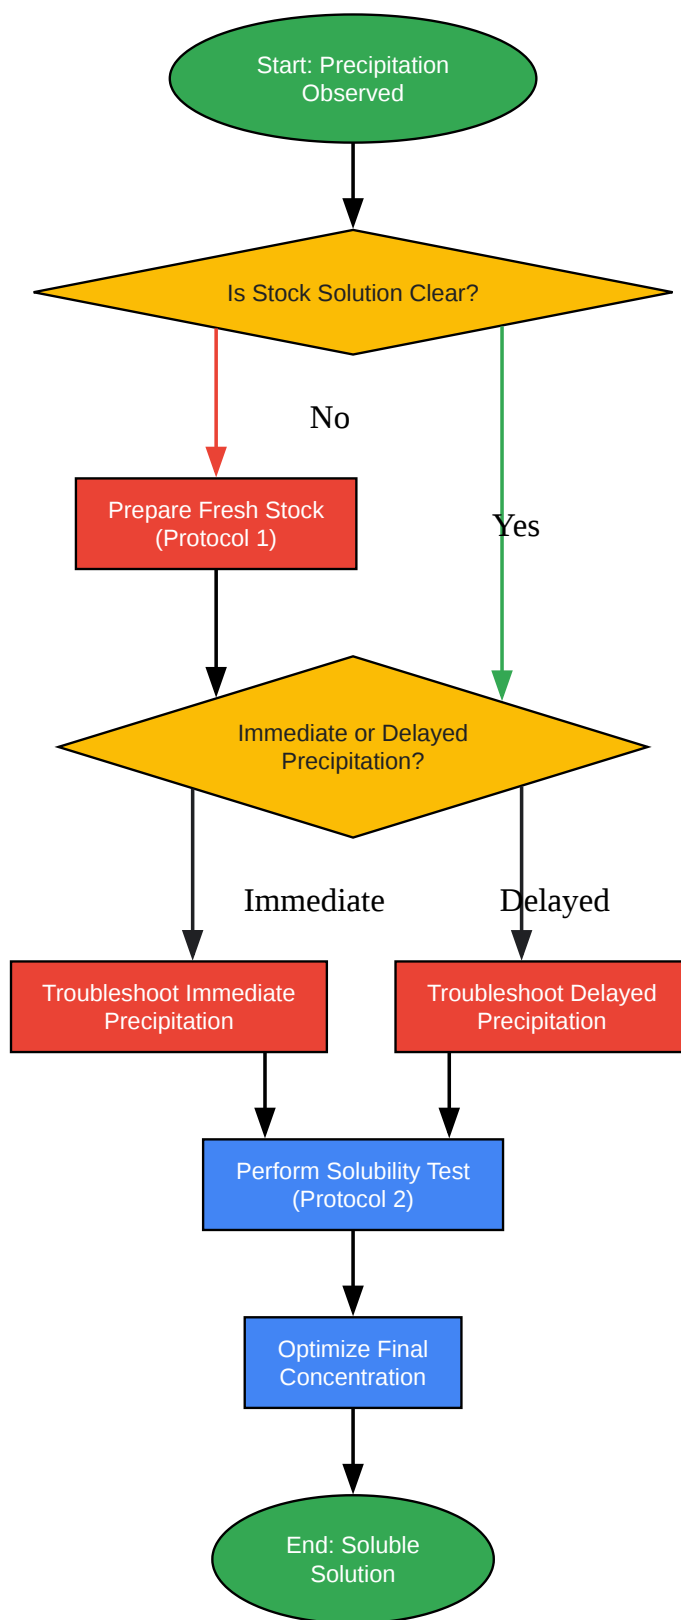 Start: Precipitation
Observed
Is Stock Solution Clear?
No
Prepare Fresh Stock
(Protocol 1)
Yes
Immediate or Delayed
Precipitation?
Immediate
Delayed
Troubleshoot Immediate
Precipitation
Troubleshoot Delayed
Precipitation
Perform Solubility Test
(Protocol 2)
Optimize Final
Concentration
End: Soluble
Solution